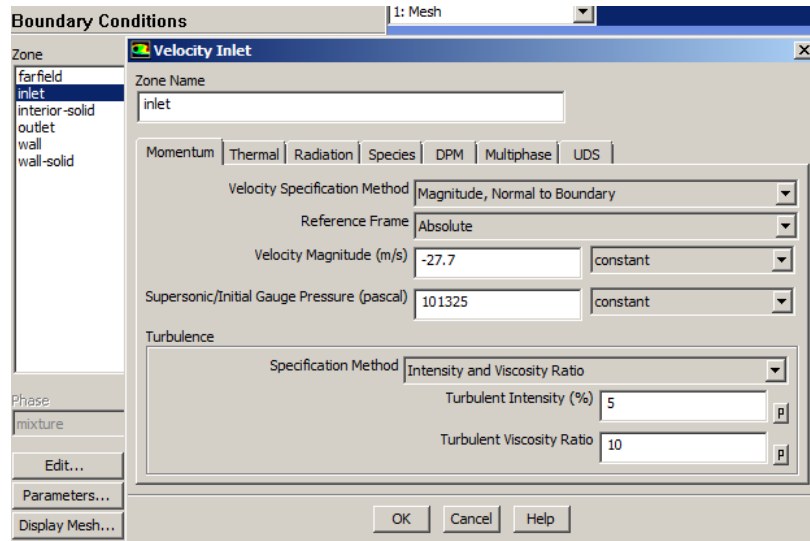 Boundary Conditions
1: Mesh
Zone
farfield
inlet
interior-solid
outlet
wall
wall-solid
Phase
mixture
Edit...
Parameters...
Display Mesh...
Velocity Inlet
Zone Name
inlet
Momentum Thermal Radiation Species DPM Multiphase UDS
Velocity Specification Method Magnitude, Normal to Boundary
Reference Frame Absolute
Velocity Magnitude (m/s) -27.7 constant
Supersonic/Initial Gauge Pressure (pascal) 101325 constant
Turbulence
Specification Method Intensity and Viscosity Ratio
Turbulent Intensity (%) 5 P
Turbulent Viscosity Ratio 10 P
OK Cancel Help